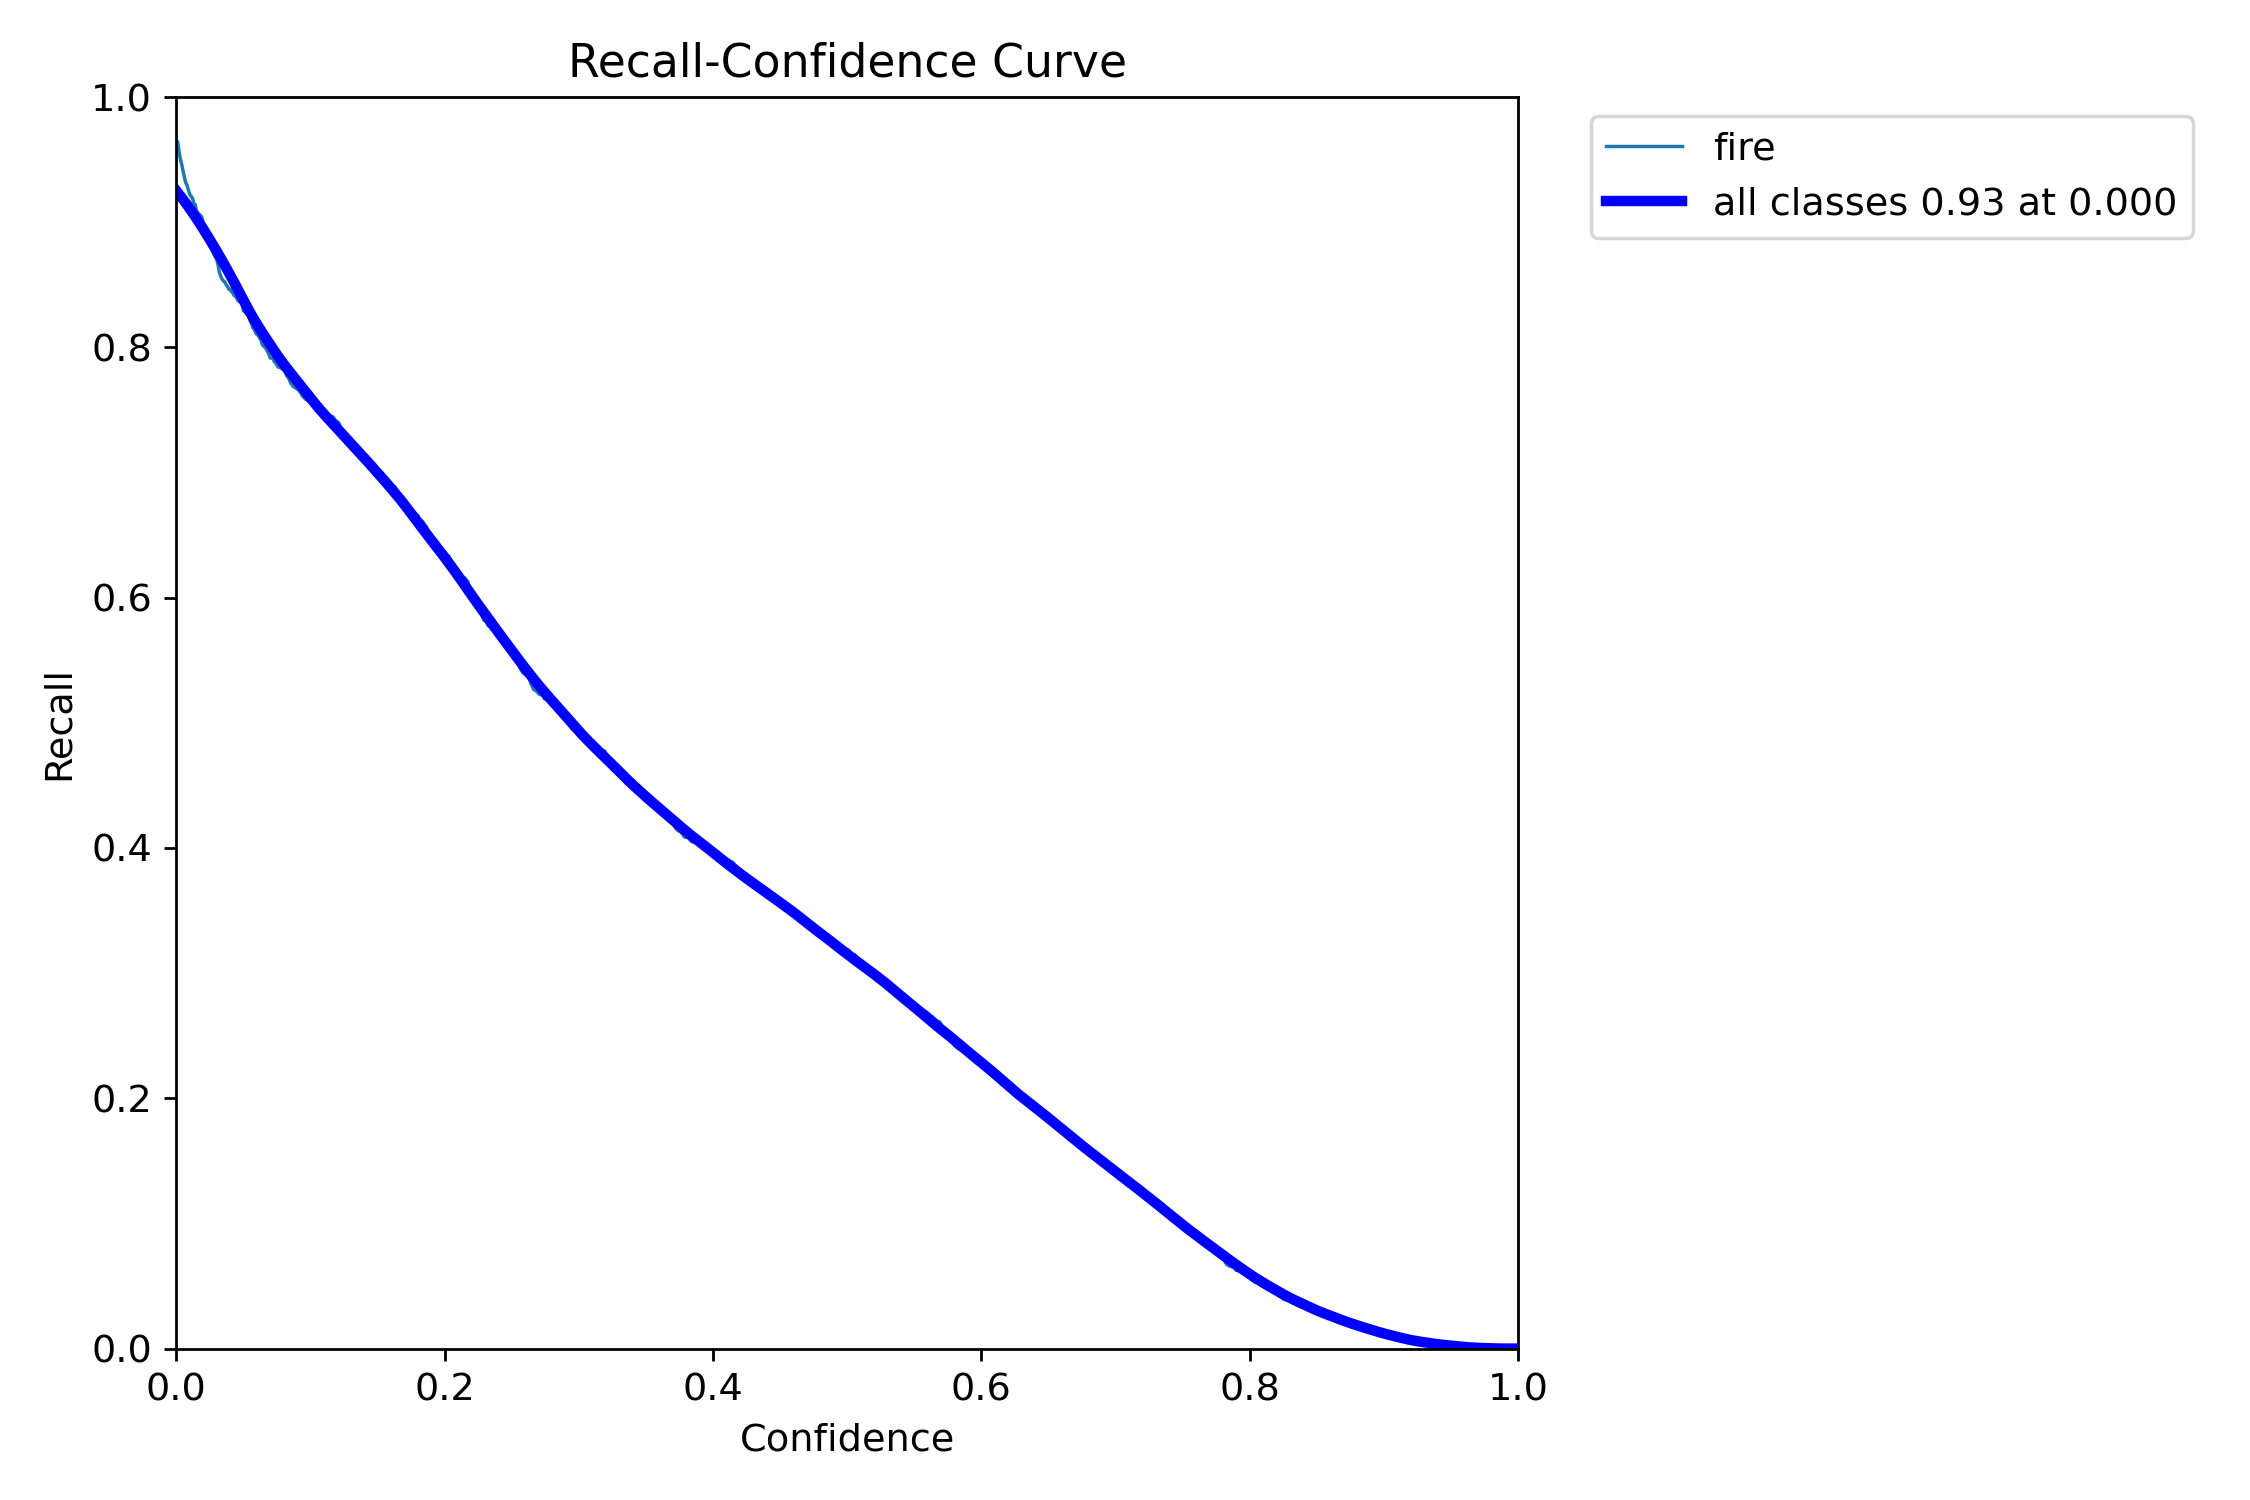 Recall-Confidence Curve
1.0
0.8
0.6
0.4
0.2
0.0
Recall
0.0 0.2 0.4 0.6 0.8 1.0
Confidence
fire
all classes 0.93 at 0.000